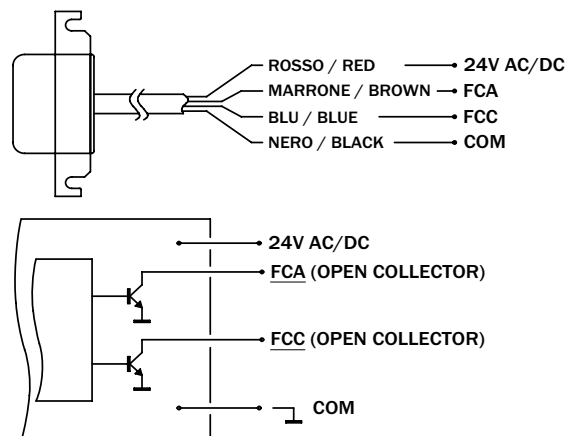 ROSSO / RED 24V AC/DC
MARRONE / BROWN FCA
BLU / BLUE FCC
NERO / BLACK COM
24V AC/DC
FCA (OPEN COLLECTOR)
FCC (OPEN COLLECTOR)
COM